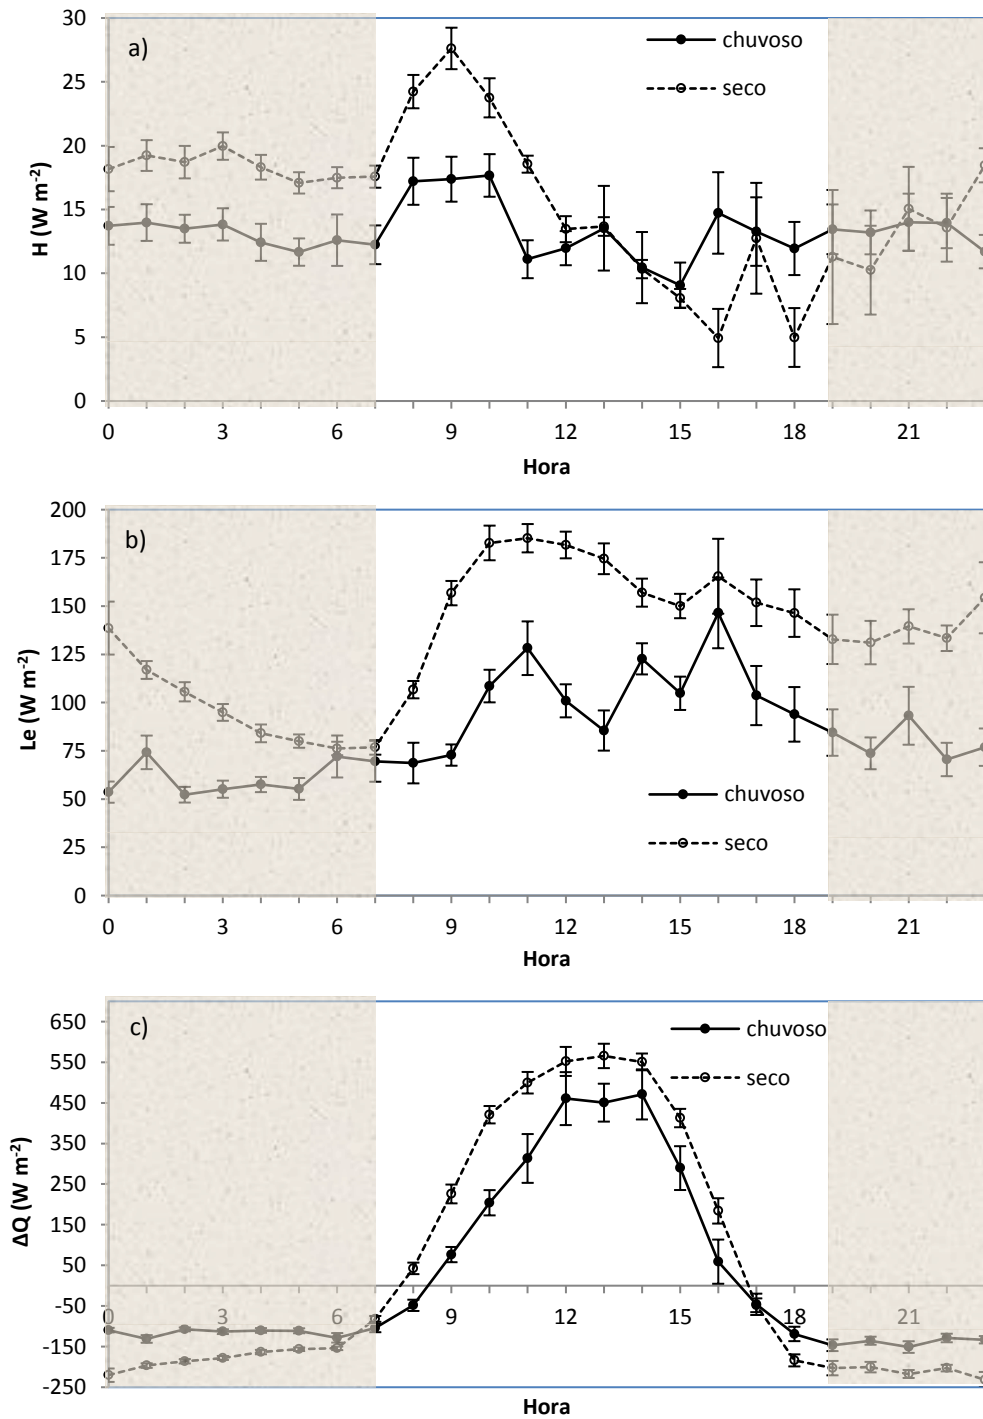 a)
chuvoso
seco
30
25
20
15
10
5
0
H (W m⁻²)
0 3 6 9 12 15 18 21
Hora
b)
200
175
150
125
100
75
50
25
0
Le (W m⁻²)
chuvoso
seco
0 3 6 9 12 15 18 21
Hora
c)
chuvoso
seco
650
550
450
350
250
150
50
-50
-150
-250
ΔQ (W m⁻²)
0 3 6 9 12 15 18 21
Hora